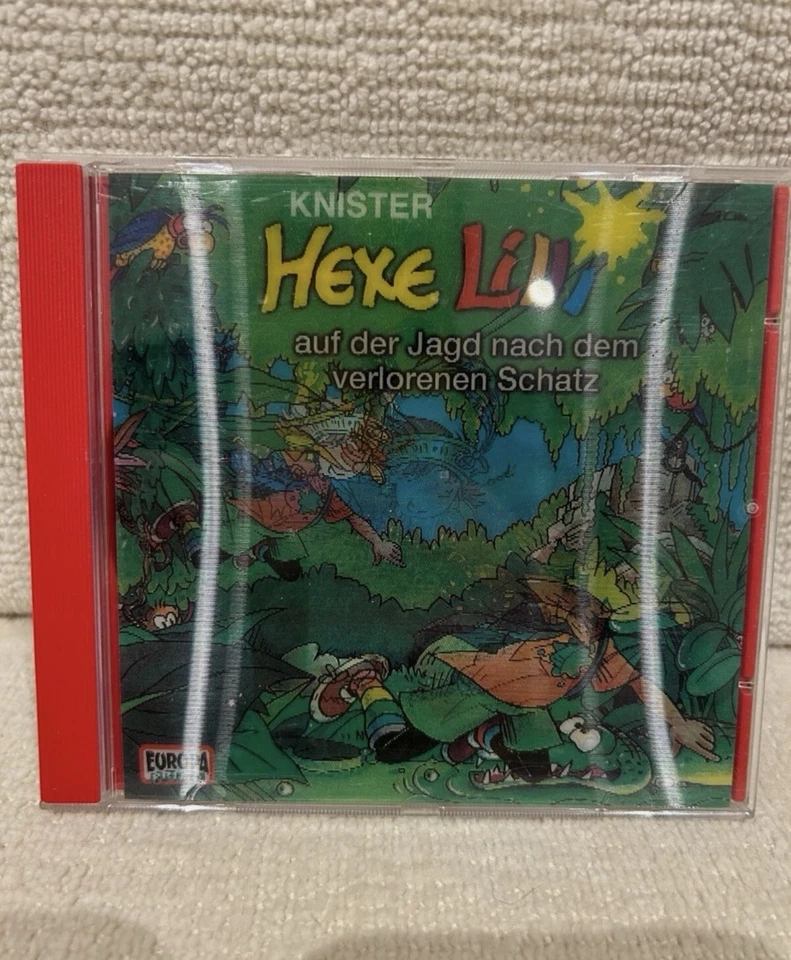 KNISTER
HEXE Lilli
auf der Jagd nach dem
verlorenen Schatz
EUROPA